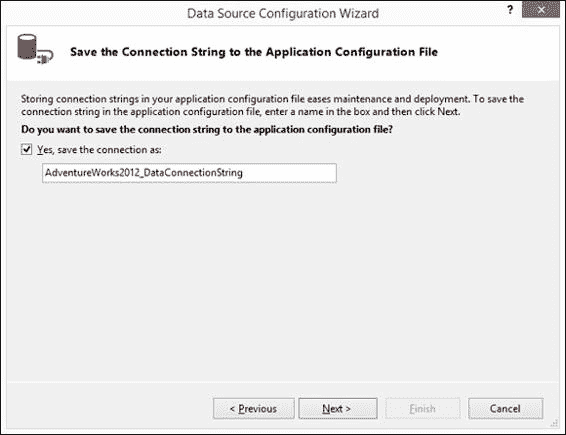 Data Source Configuration Wizard
?
Save the Connection String to the Application Configuration File
Storing connection strings in your application configuration file eases maintenance and deployment. To save the
connection string in the application configuration file, enter a name in the box and then click Next.
Do you want to save the connection string to the application configuration file?
Yes, save the connection as:
AdventureWorks2012_DataConnectionString
< Previous
Next >
Finish
Cancel